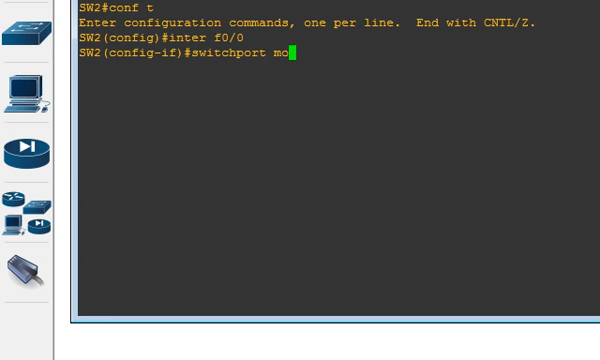 SW2#conf t
Enter configuration commands, one per line.  End with CNTL/Z.
SW2(config)#inter f0/0
SW2(config-if)#switchport mo